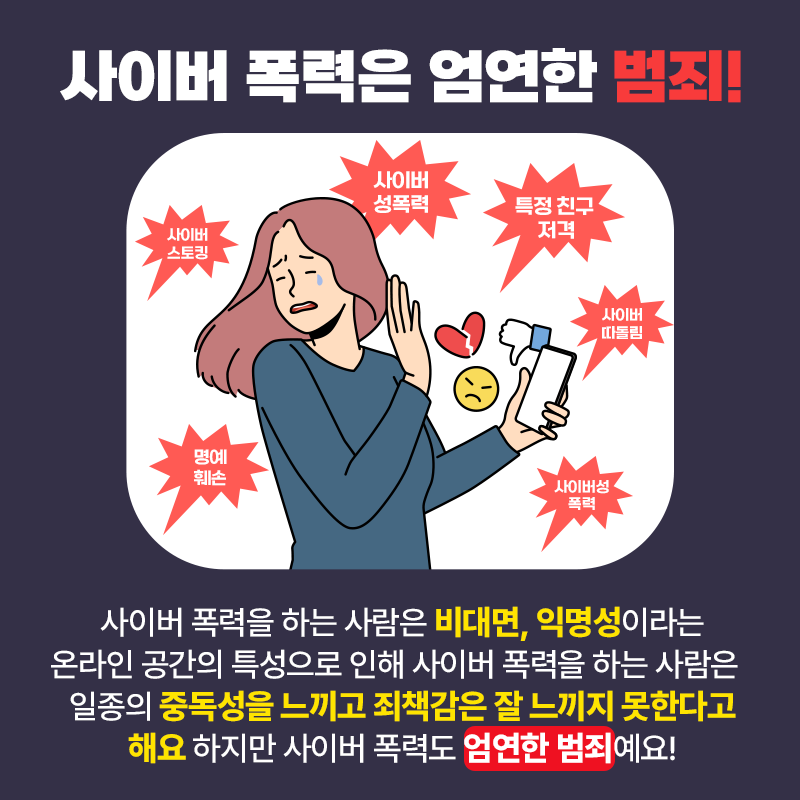 사이버 폭력은 엄연한 범죄!
사이버
성폭력
특정 친구
저격
사이버
스토킹
사이버
따돌림
명예
훼손
사이버성
폭력
사이버 폭력을 하는 사람은 비대면, 익명성이라는
온라인 공간의 특성으로 인해 사이버 폭력을 하는 사람은
일종의 중독성을 느끼고 죄책감은 잘 느끼지 못한다고
해요 하지만 사이버 폭력도 엄연한 범죄예요!